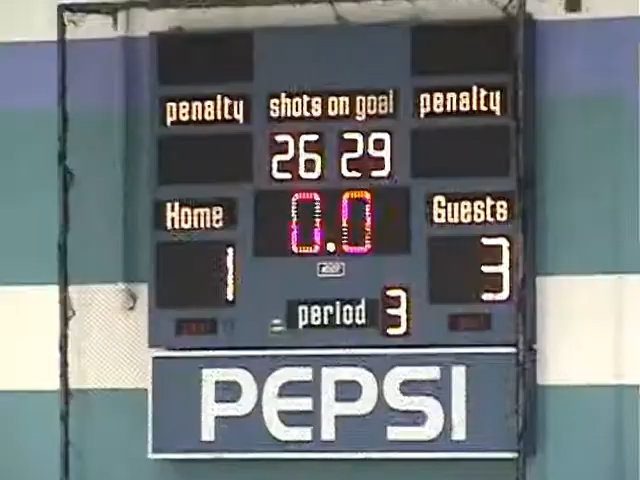 penalty shots on goal penalty
26 29
Home 0.0 Guests
1 3
period 3
PEPSI